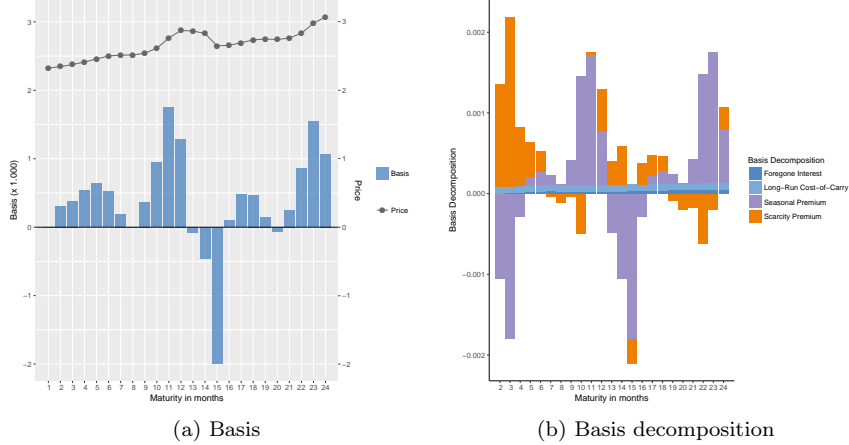 3
2
1
0
−1
−2
3
2
1
0
−1
−2
Basis (x 1.000)
Price
Basis
Price
1 2 3 4 5 6 7 8 9 10 11 12 13 14 15 16 17 18 19 20 21 22 23 24
Maturity in months
(a) Basis
0.002
0.001
0.000
−0.001
−0.002
Basis Decomposition
Basis Decomposition
Foregone Interest
Long−Run Cost−of−Carry
Seasonal Premium
Scarcity Premium
2 3 4 5 6 7 8 9 10 11 12 13 14 15 16 17 18 19 20 21 22 23 24
Maturity in months
(b) Basis decomposition